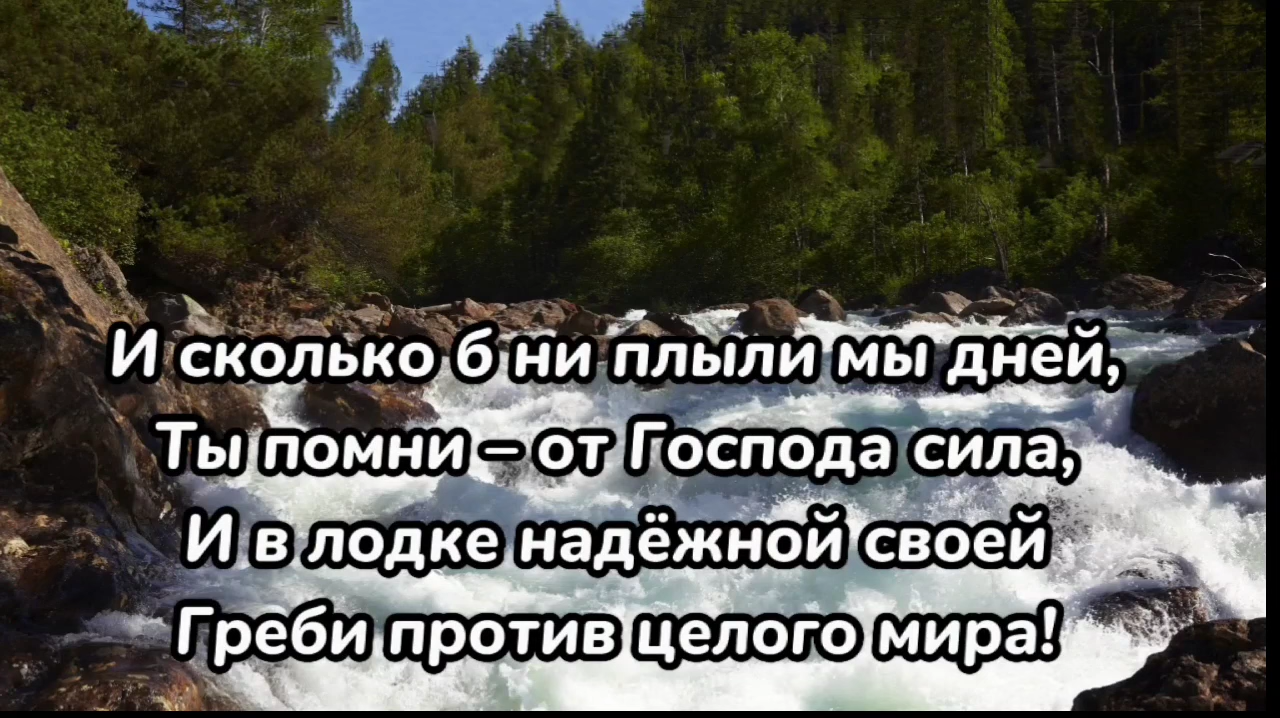 И сколько б ни плыли мы дней,
Ты помни – от Господа сила,
И в лодке надёжной своей
Греби против целого мира!